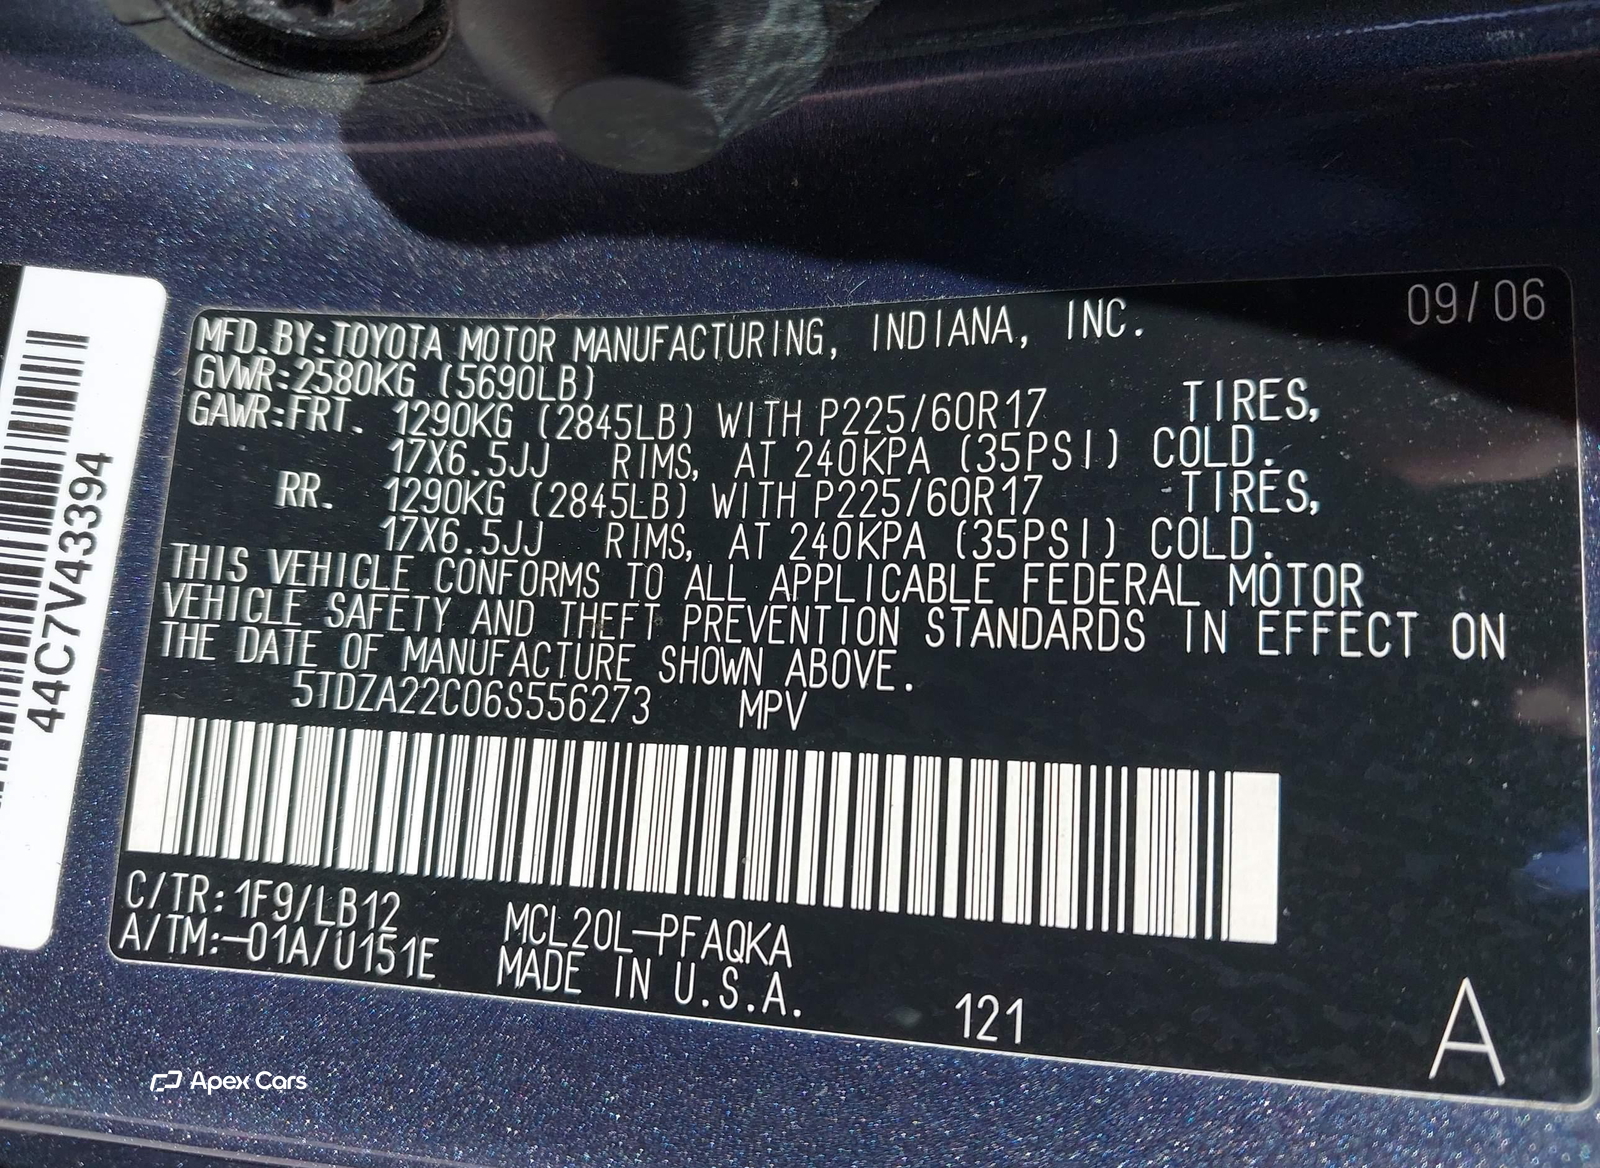 09/06
MFD.BY:TOYOTA MOTOR MANUFACTURING, INDIANA, INC.
GVWR:2580KG (5690LB)
GAWR:FRT. 1290KG (2845LB) WITH P225/60R17 TIRES,
17X6.5JJ RIMS, AT 240KPA (35PSI) COLD.
RR. 1290KG (2845LB) WITH P225/60R17 TIRES,
17X6.5JJ RIMS, AT 240KPA (35PSI) COLD.
THIS VEHICLE CONFORMS TO ALL APPLICABLE FEDERAL MOTOR
VEHICLE SAFETY AND THEFT PREVENTION STANDARDS IN EFFECT ON
THE DATE OF MANUFACTURE SHOWN ABOVE.
5TDZA22C06S556273 MPV
C/TR:1F9/LB12 MCL20L-PFAQKA
A/TM:-01A/U151E MADE IN U.S.A.
121
A
44C7V43394
Apex Cars